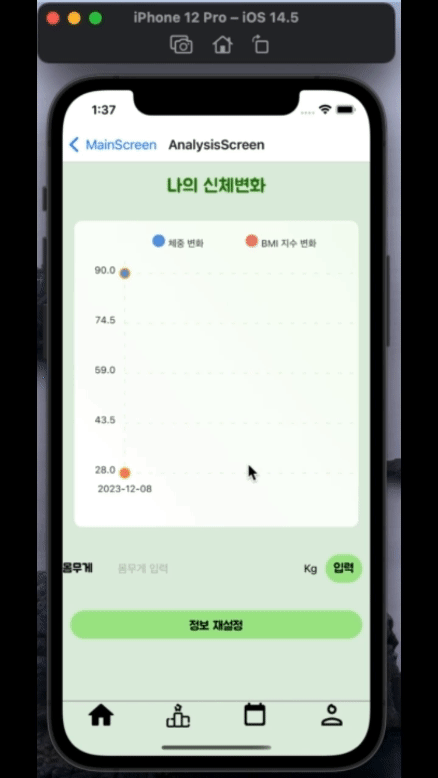 iPhone 12 Pro – iOS 14.5
1:37
MainScreen AnalysisScreen
나의 신체변화
체중 변화 BMI 지수 변화
90.0
74.5
59.0
43.5
28.0
2023-12-08
몸무게 몸무게 입력 Kg 입력
정보 재설정